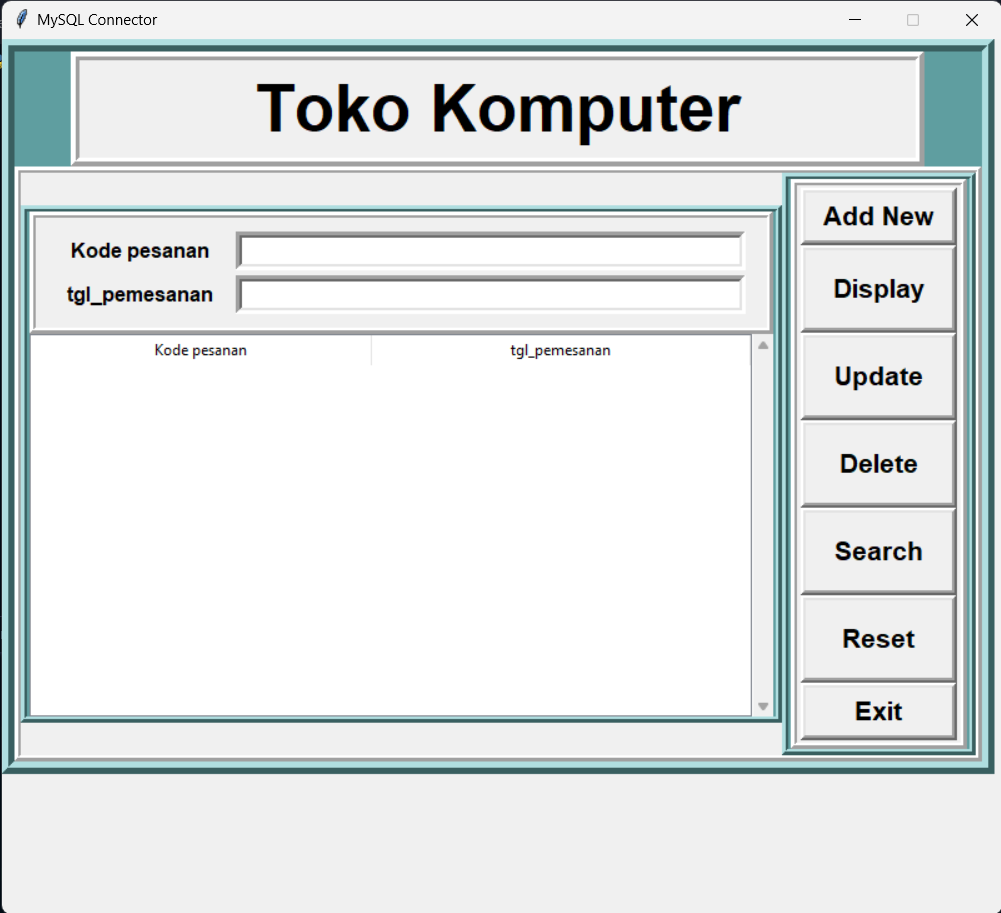 MySQL Connector
Toko Komputer
Kode pesanan
tgl_pemesanan
Kode pesanan tgl_pemesanan
Add New
Display
Update
Delete
Search
Reset
Exit